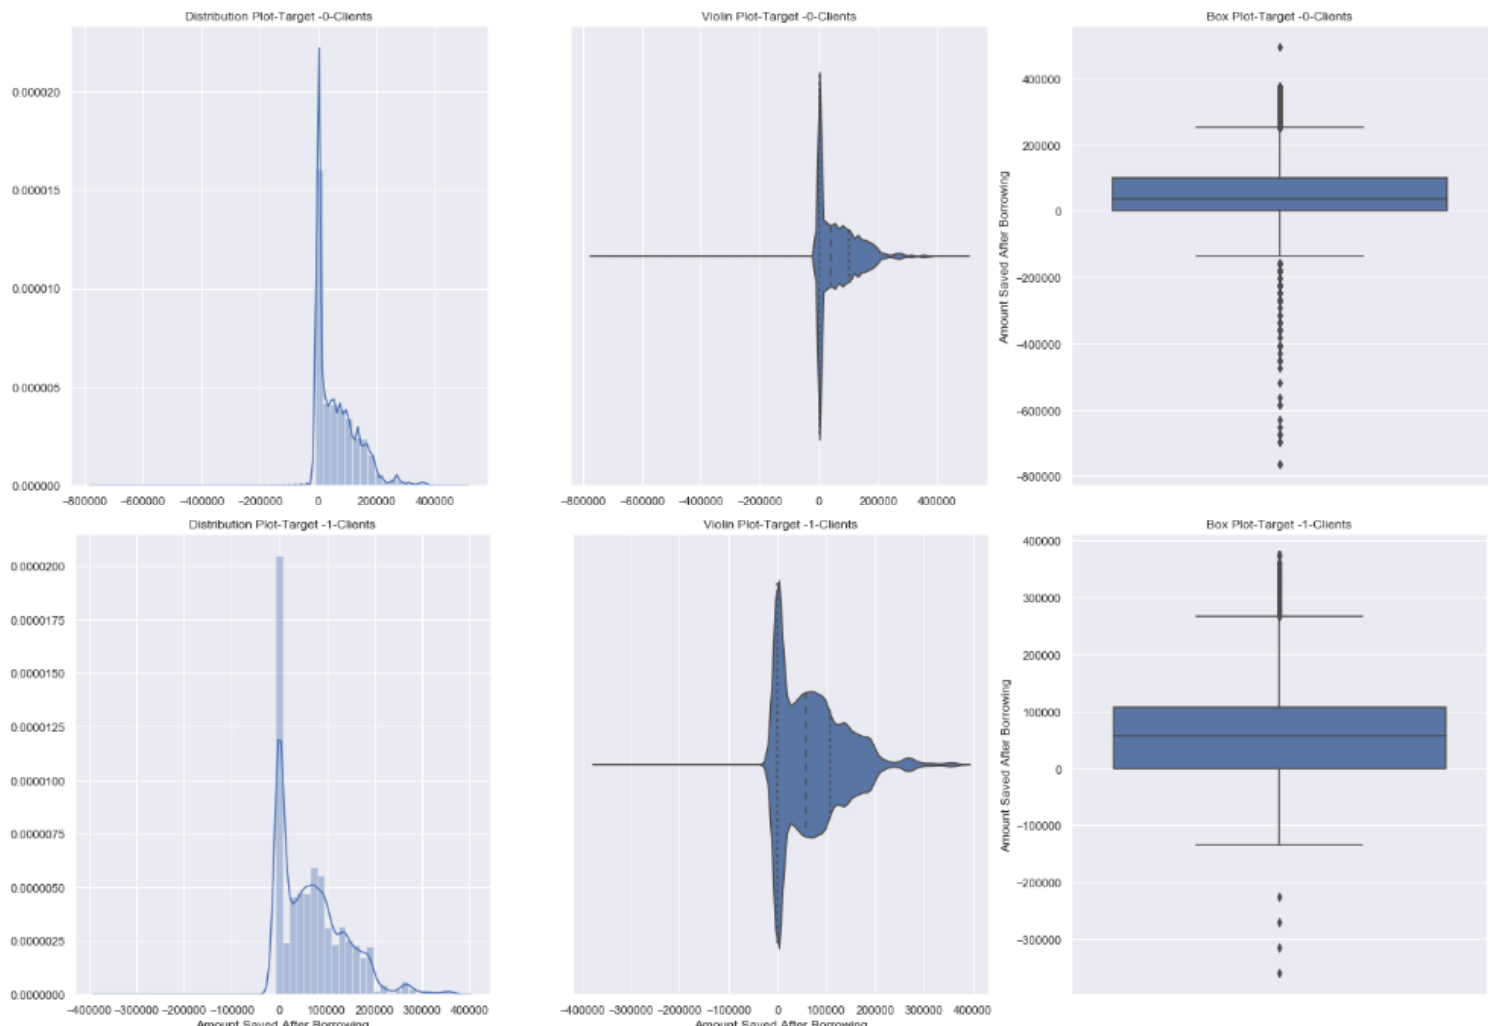 Distribution Plot-Target -0-Clients
0.000020
0.000015
0.000010
0.000005
0.000000
−800000 −600000 −400000 −200000 0 200000 400000
Violin Plot-Target -0-Clients
−800000 −600000 −400000 −200000 0 200000 400000
Box Plot-Target -0-Clients
Amount Saved After Borrowing
400000
200000
0
−200000
−400000
−600000
−800000
Distribution Plot-Target -1-Clients
0.0000200
0.0000175
0.0000150
0.0000125
0.0000100
0.0000075
0.0000050
0.0000025
0.0000000
−400000 −300000 −200000 −100000 0 100000 200000 300000 400000
Amount Saved After Borrowing
Violin Plot-Target -1-Clients
−400000 −300000 −200000 −100000 0 100000 200000 300000 400000
Amount Saved After Borrowing
Box Plot-Target -1-Clients
Amount Saved After Borrowing
400000
300000
200000
100000
0
−100000
−200000
−300000